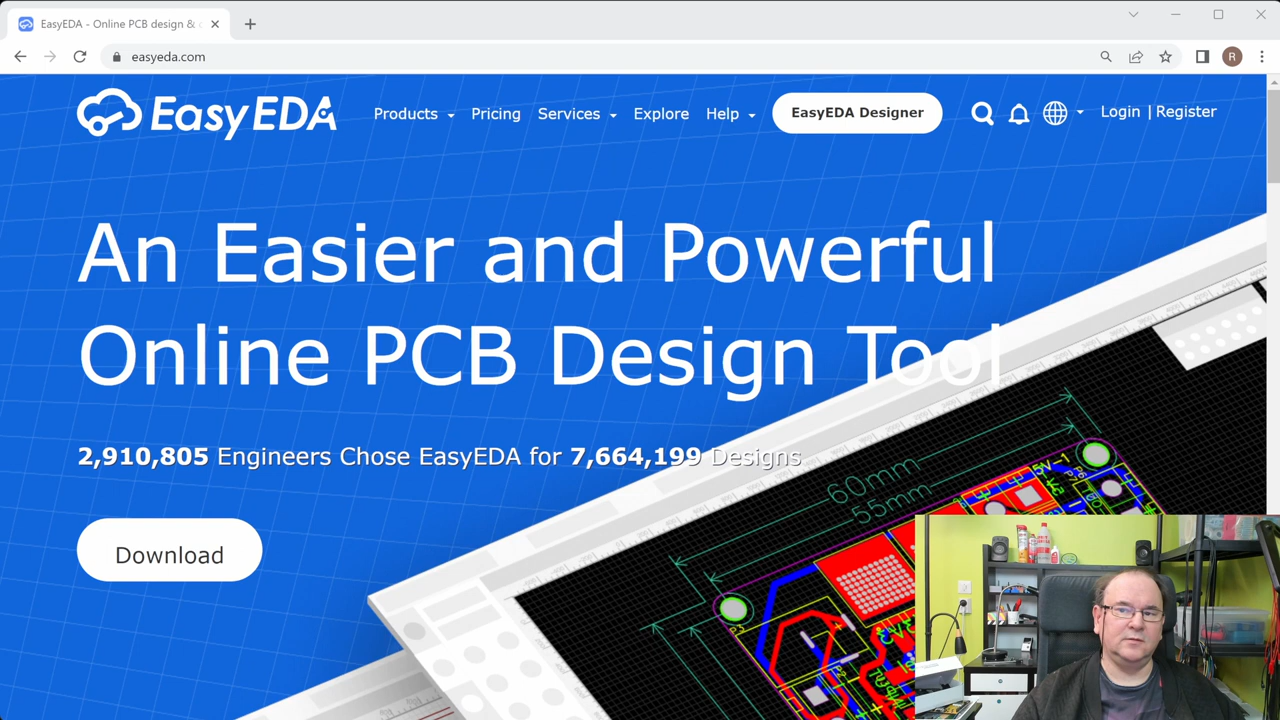 EasyEDA - Online PCB design &
easyeda.com
R
EasyEDA
Products
Pricing
Services
Explore
Help
EasyEDA Designer
Login | Register
An Easier and Powerful
Online PCB Design Tool
2,910,805 Engineers Chose EasyEDA for 7,664,199 Designs
Download
60mm
55mm
5V-1